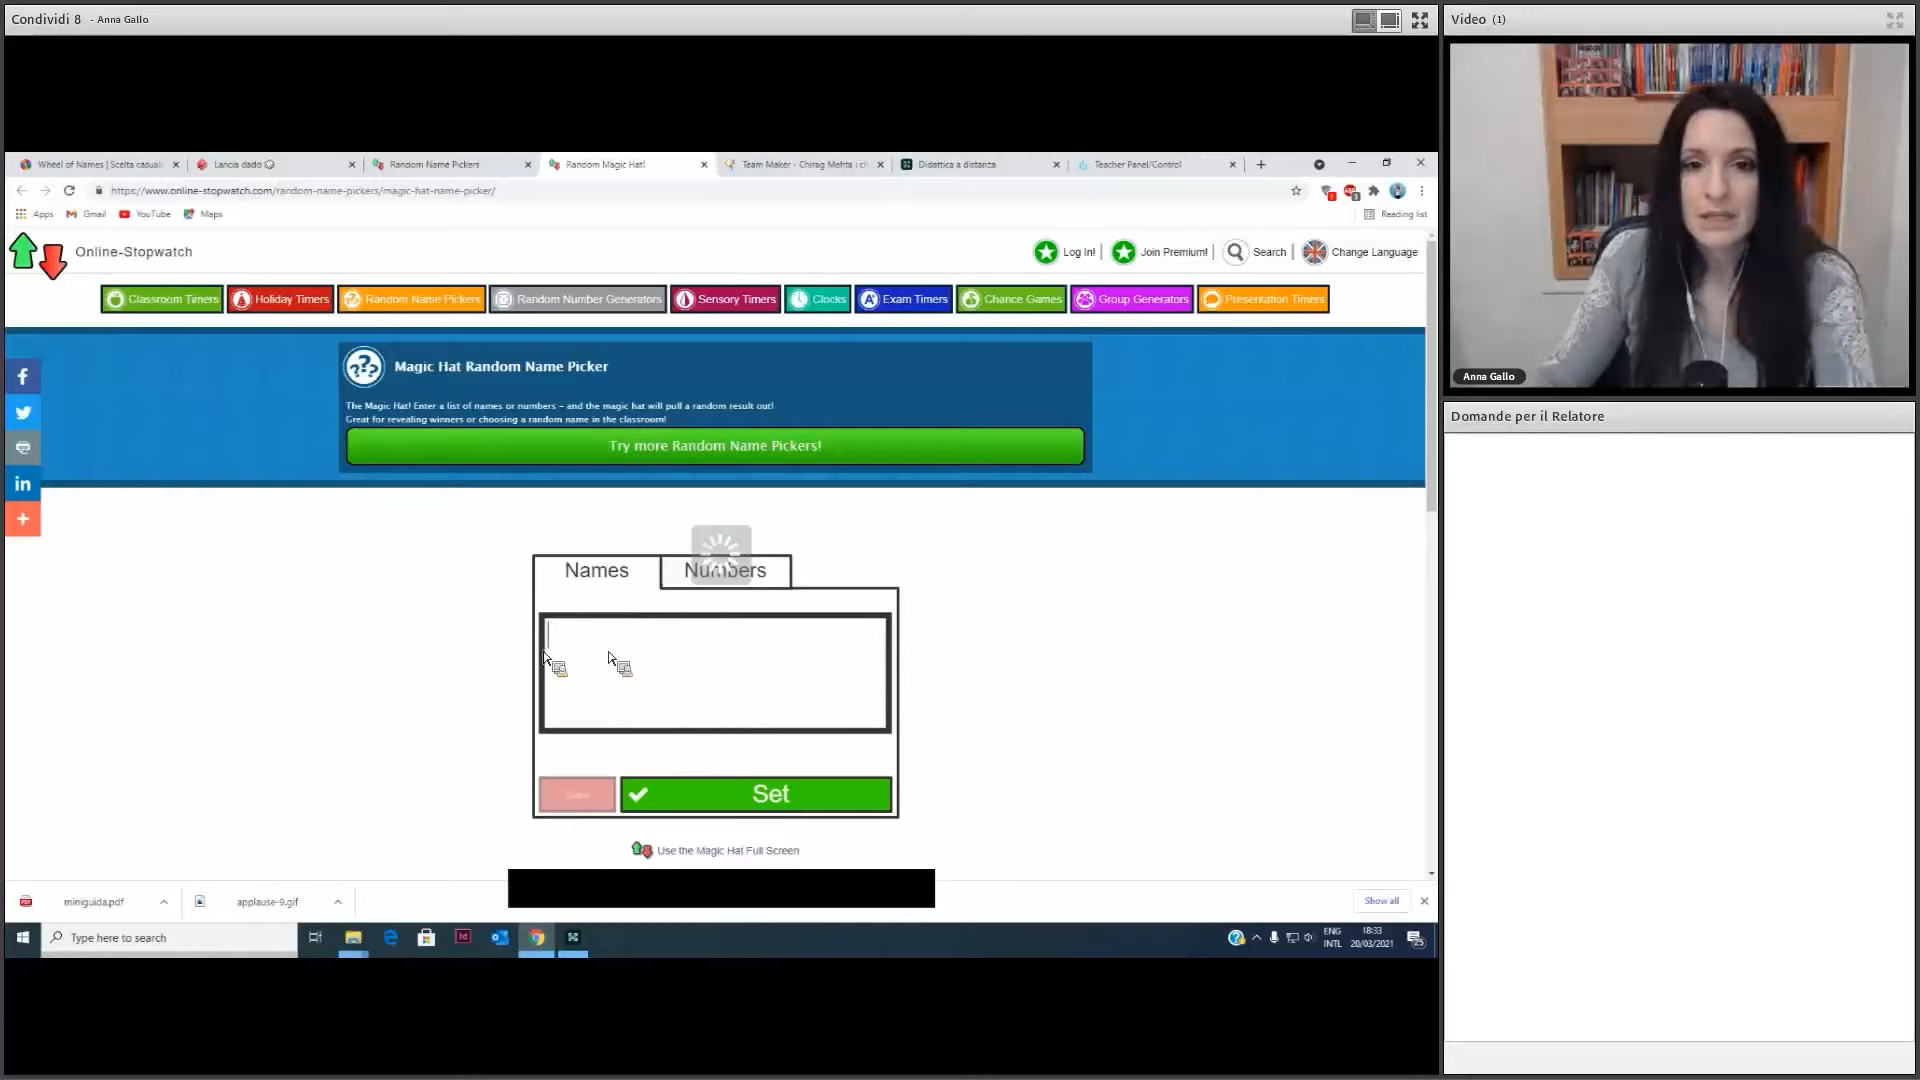 Condividi 8 - Anna Gallo
Video (1)
Wheel of Names | Scelta casual
Lancia dado
Random Name Pickers
Random Magic Hat!
Team Maker - Chirag Mehta : c
Didattica a distanza
Teacher Panel/Control
https://www.online-stopwatch.com/random-name-pickers/magic-hat-name-picker/
Apps
Gmail
YouTube
Maps
Reading list
Online-Stopwatch
Log In! |
Join Premium! |
Search |
Change Language
Classroom Timers
Holiday Timers
Random Name Pickers
Random Number Generators
Sensory Timers
Clocks
Exam Timers
Chance Games
Group Generators
Presentation Timers
Magic Hat Random Name Picker
The Magic Hat! Enter a list of names or numbers - and the magic hat will pull a random result out!
Great for revealing winners or choosing a random name in the classroom!
Try more Random Name Pickers!
Anna Gallo
Domande per il Relatore
Names
Numbers
Set
Use the Magic Hat Full Screen
miniguida.pdf
applause-9.gif
Show all
Type here to search
ENG
INTL
18:33
20/03/2021
25